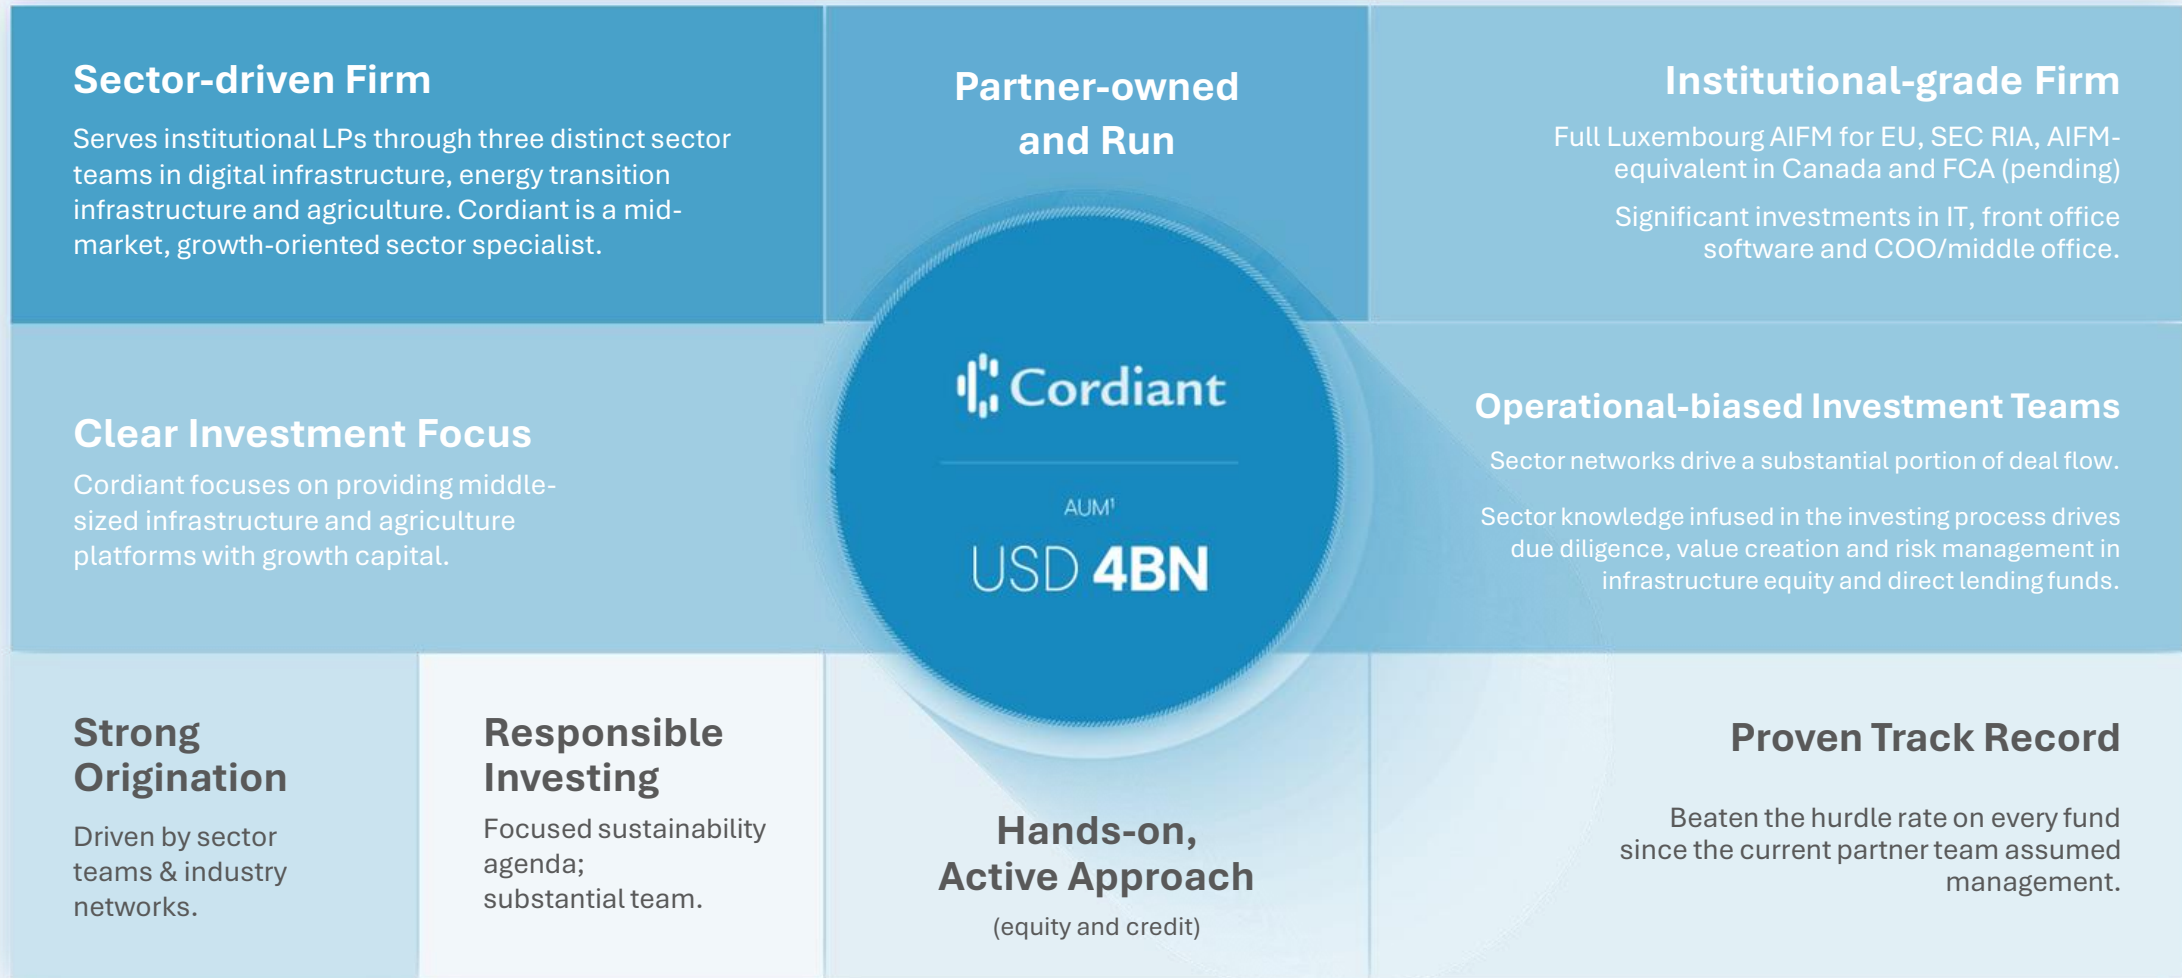 Sector-driven Firm
Serves institutional LPs through three distinct sector
teams in digital infrastructure, energy transition
infrastructure and agriculture. Cordiant is a mid-
market, growth-oriented sector specialist.
Partner-owned
and Run
Institutional-grade Firm
Full Luxembourg AIFM for EU, SEC RIA, AIFM-
equivalent in Canada and FCA (pending)
Significant investments in IT, front office
software and COO/middle office.
Clear Investment Focus
Cordiant focuses on providing middle-
sized infrastructure and agriculture
platforms with growth capital.
Cordiant
AUM¹
USD 4BN
Operational-biased Investment Teams
Sector networks drive a substantial portion of deal flow.
Sector knowledge infused in the investing process drives
due diligence, value creation and risk management in
infrastructure equity and direct lending funds.
Strong
Origination
Driven by sector
teams & industry
networks.
Responsible
Investing
Focused sustainability
agenda;
substantial team.
Hands-on,
Active Approach
(equity and credit)
Proven Track Record
Beaten the hurdle rate on every fund
since the current partner team assumed
management.